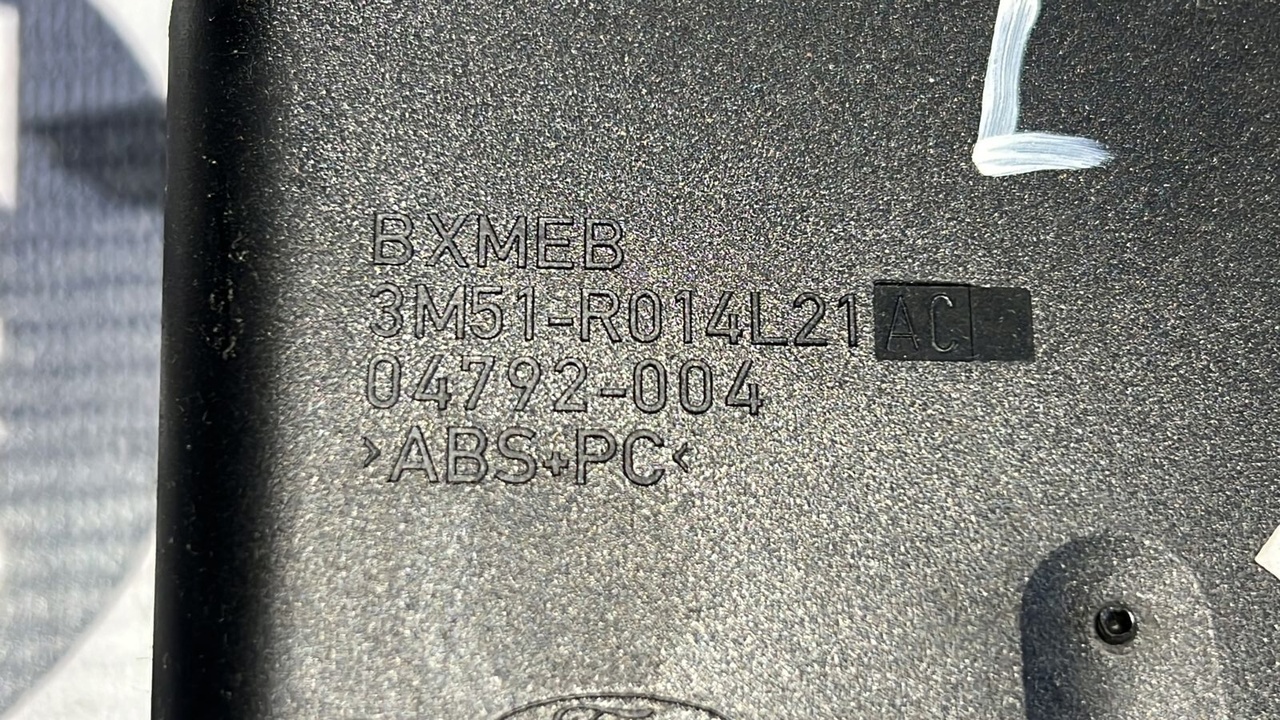 L
BXMEB
3M51-R014L21 AC
04792-004
>ABS+PC<